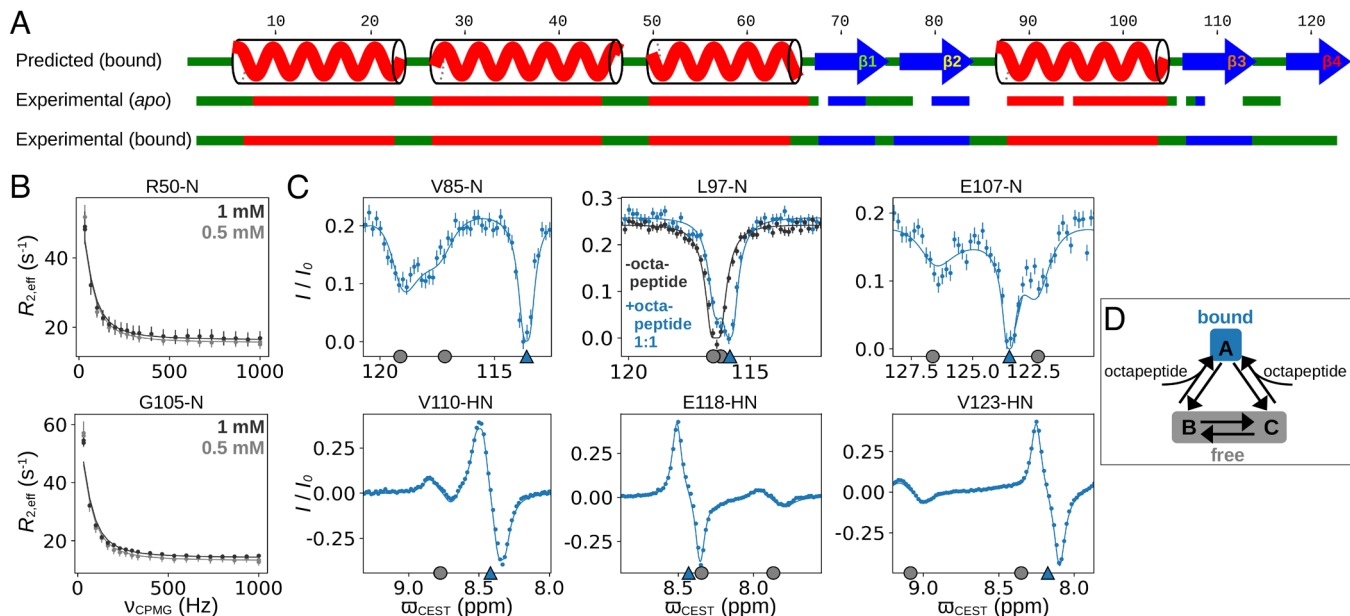 A
10 20 30 40 50 60 70 80 90 100 110 120
Predicted (bound)
β1 β2 β3 β4
Experimental (apo)
Experimental (bound)
B
R50-N
1 mM
0.5 mM
R2,eff (s-1)
40
20
0 500 1000
G105-N
1 mM
0.5 mM
R2,eff (s-1)
60
40
20
0 500 1000
νCPMG (Hz)
C
V85-N
I / I0
0.2
0.1
0.0
120 115
L97-N
0.3
0.2
0.1
0.0
-octa-
peptide
+octa-
peptide
1:1
120 115
E107-N
0.2
0.1
0.0
127.5 125.0 122.5
V110-HN
I / I0
0.25
0.00
-0.25
9.0 8.5 8.0
ϖCEST (ppm)
E118-HN
0.25
0.00
-0.25
8.5 8.0
ϖCEST (ppm)
V123-HN
0.25
0.00
-0.25
9.0 8.5 8.0
ϖCEST (ppm)
D
bound
A
octapeptide octapeptide
B C
free